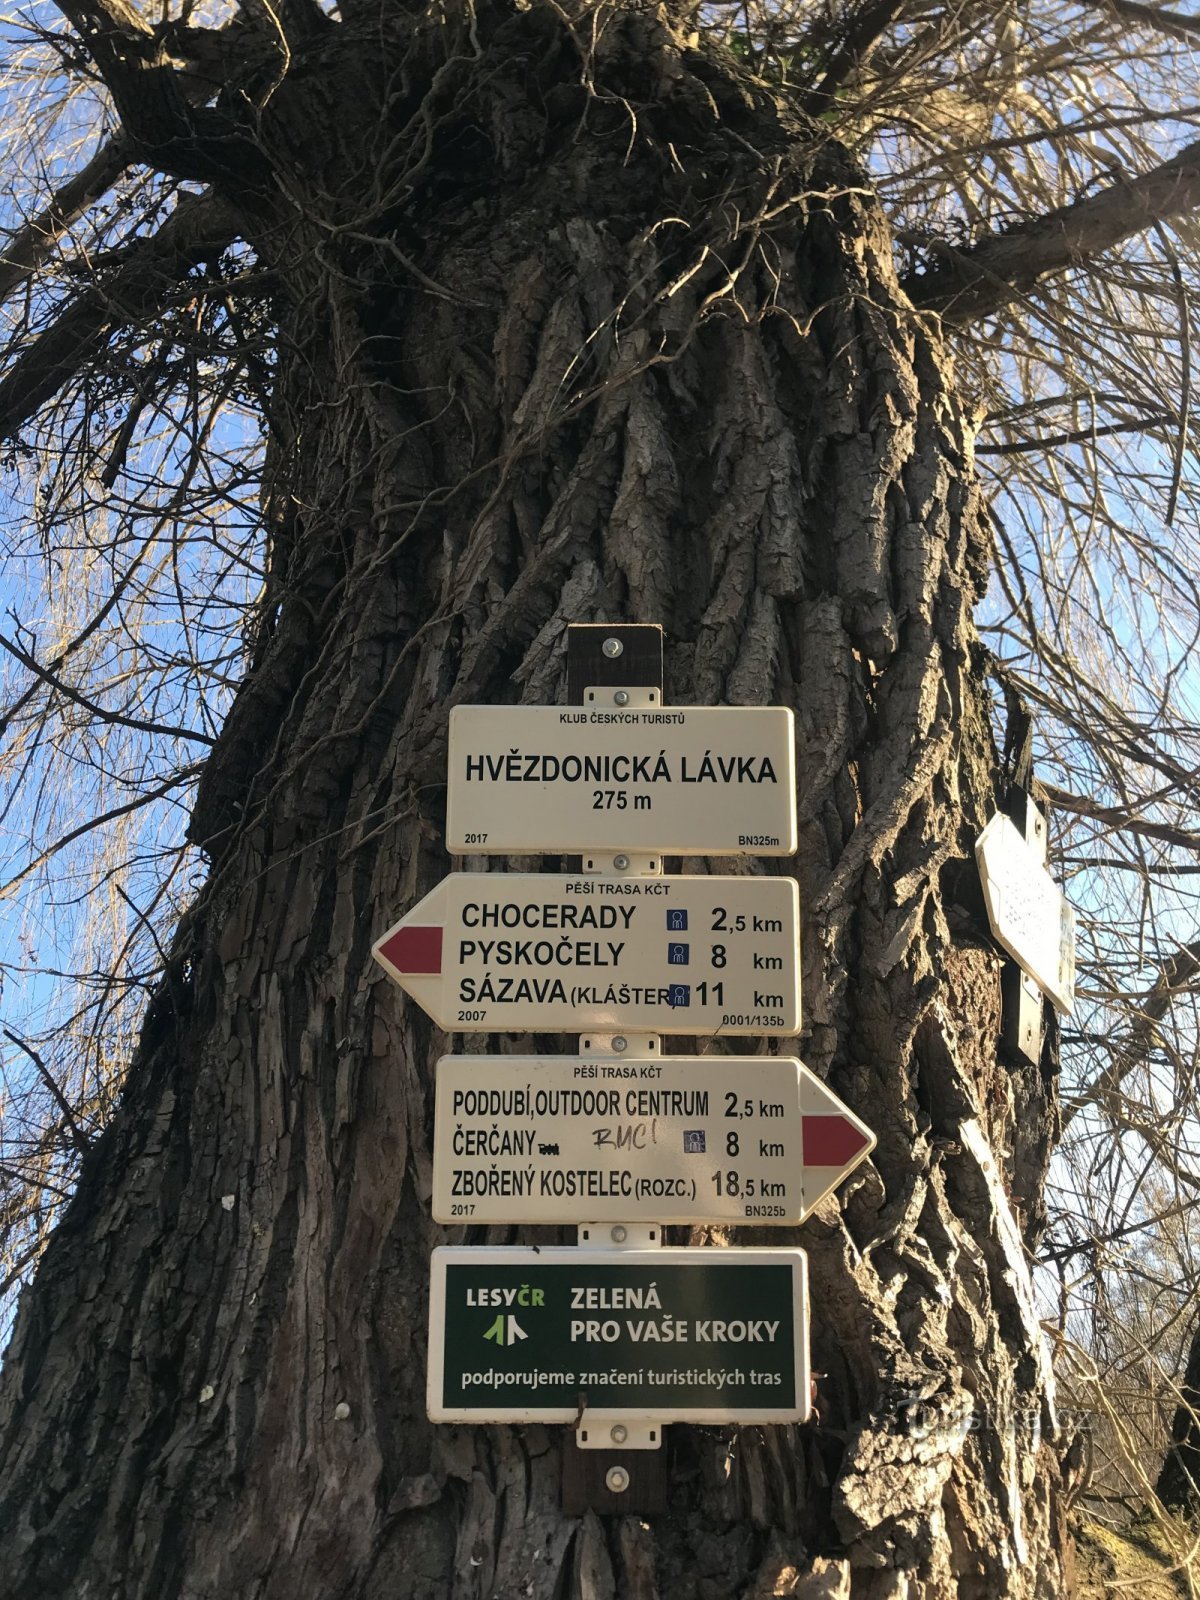 KLUB ČESKÝCH TURISTŮ
HVĚZDONICKÁ LÁVKA
275 m
2017 BN325m
PĚŠÍ TRASA KČT
CHOCERADY 2,5 km
PYSKOČELY 8 km
SÁZAVA (KLÁŠTER) 11 km
2007 0001/135b
PĚŠÍ TRASA KČT
PODDUBÍ,OUTDOOR CENTRUM 2,5 km
ČERČANY 8 km
ZBOŘENÝ KOSTELEC (ROZC.) 18,5 km
2017 BN325b
LESYČR ZELENÁ
PRO VAŠE KROKY
podporujeme značení turistických tras
Turistika.cz